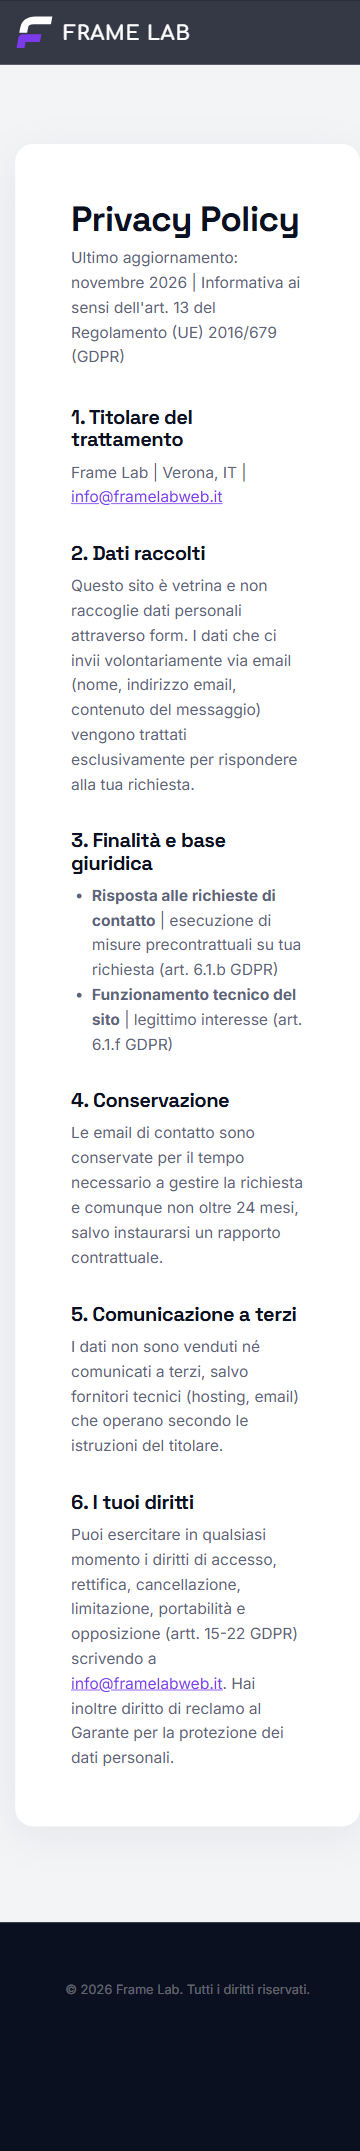 FRAME LAB
Privacy Policy
Ultimo aggiornamento:
novembre 2026 | Informativa ai
sensi dell'art. 13 del
Regolamento (UE) 2016/679
(GDPR)
1. Titolare del
trattamento
Frame Lab | Verona, IT |
info@framelabweb.it
2. Dati raccolti
Questo sito è vetrina e non
raccoglie dati personali
attraverso form. I dati che ci
invii volontariamente via email
(nome, indirizzo email,
contenuto del messaggio)
vengono trattati
esclusivamente per rispondere
alla tua richiesta.
3. Finalità e base
giuridica
• Risposta alle richieste di
contatto | esecuzione di
misure precontrattuali su tua
richiesta (art. 6.1.b GDPR)
• Funzionamento tecnico del
sito | legittimo interesse (art.
6.1.f GDPR)
4. Conservazione
Le email di contatto sono
conservate per il tempo
necessario a gestire la richiesta
e comunque non oltre 24 mesi,
salvo instaurarsi un rapporto
contrattuale.
5. Comunicazione a terzi
I dati non sono venduti né
comunicati a terzi, salvo
fornitori tecnici (hosting, email)
che operano secondo le
istruzioni del titolare.
6. I tuoi diritti
Puoi esercitare in qualsiasi
momento i diritti di accesso,
rettifica, cancellazione,
limitazione, portabilità e
opposizione (artt. 15-22 GDPR)
scrivendo a
info@framelabweb.it. Hai
inoltre diritto di reclamo al
Garante per la protezione dei
dati personali.
© 2026 Frame Lab. Tutti i diritti riservati.